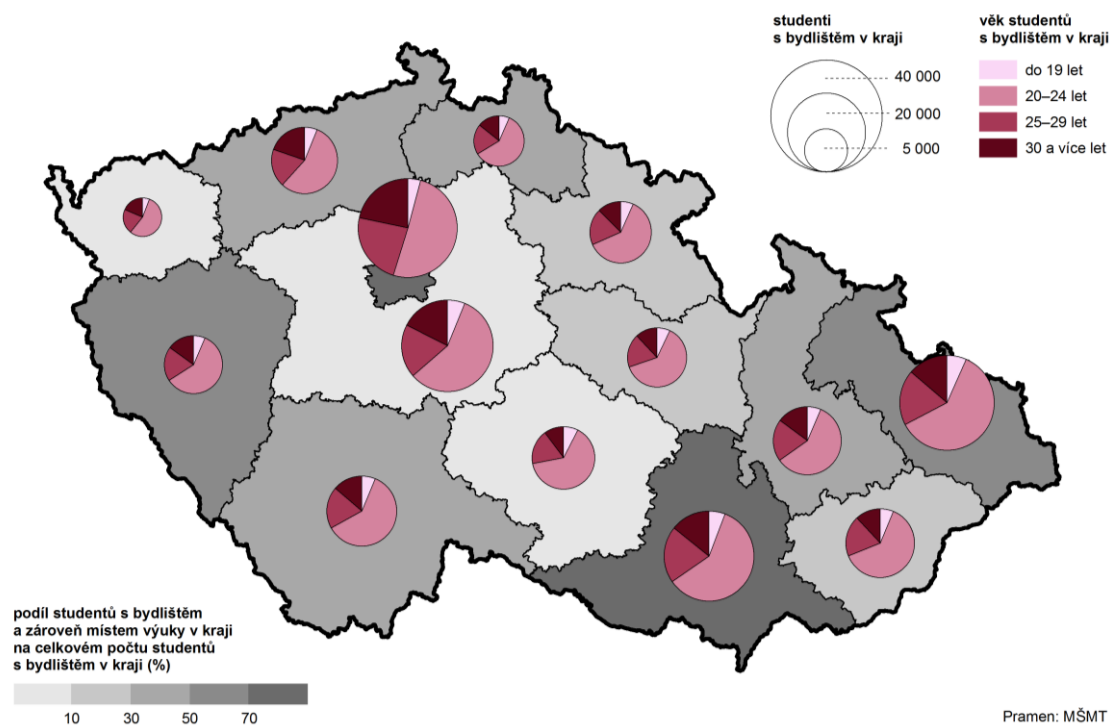 studenti
s bydlištěm v kraji
40 000
20 000
5 000
věk studentů
s bydlištěm v kraji
do 19 let
20–24 let
25–29 let
30 a více let
podíl studentů s bydlištěm
a zároveň místem výuky v kraji
na celkovém počtu studentů
s bydlištěm v kraji (%)
10 30 50 70
Pramen: MŠMT